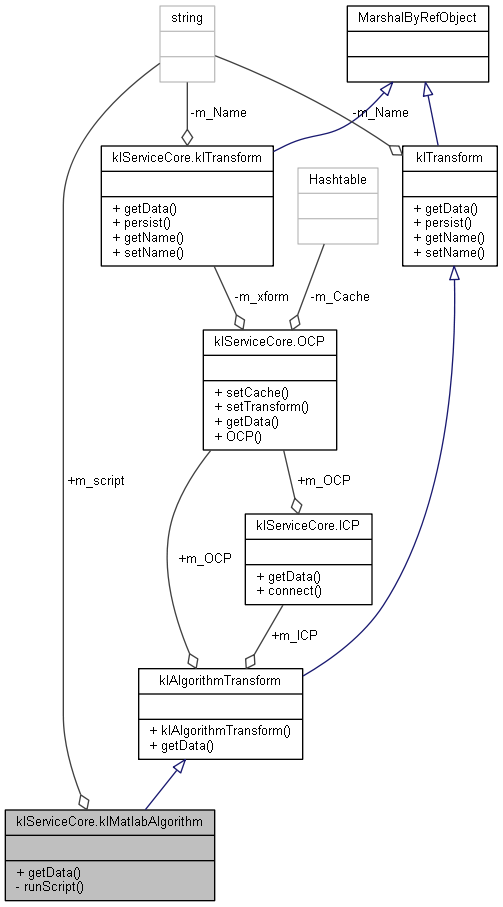 string
MarshalByRefObject
-m_Name
-m_Name
klServiceCore.klTransform
+ getData()
+ persist()
+ getName()
+ setName()
klTransform
+ getData()
+ persist()
+ getName()
+ setName()
Hashtable
-m_xform
-m_Cache
klServiceCore.OCP
+ setCache()
+ setTransform()
+ getData()
+ OCP()
+m_script
+m_OCP
klServiceCore.ICP
+ getData()
+ connect()
+m_OCP
+m_ICP
klAlgorithmTransform
+ klAlgorithmTransform()
+ getData()
klServiceCore.klMatlabAlgorithm
+ getData()
- runScript()